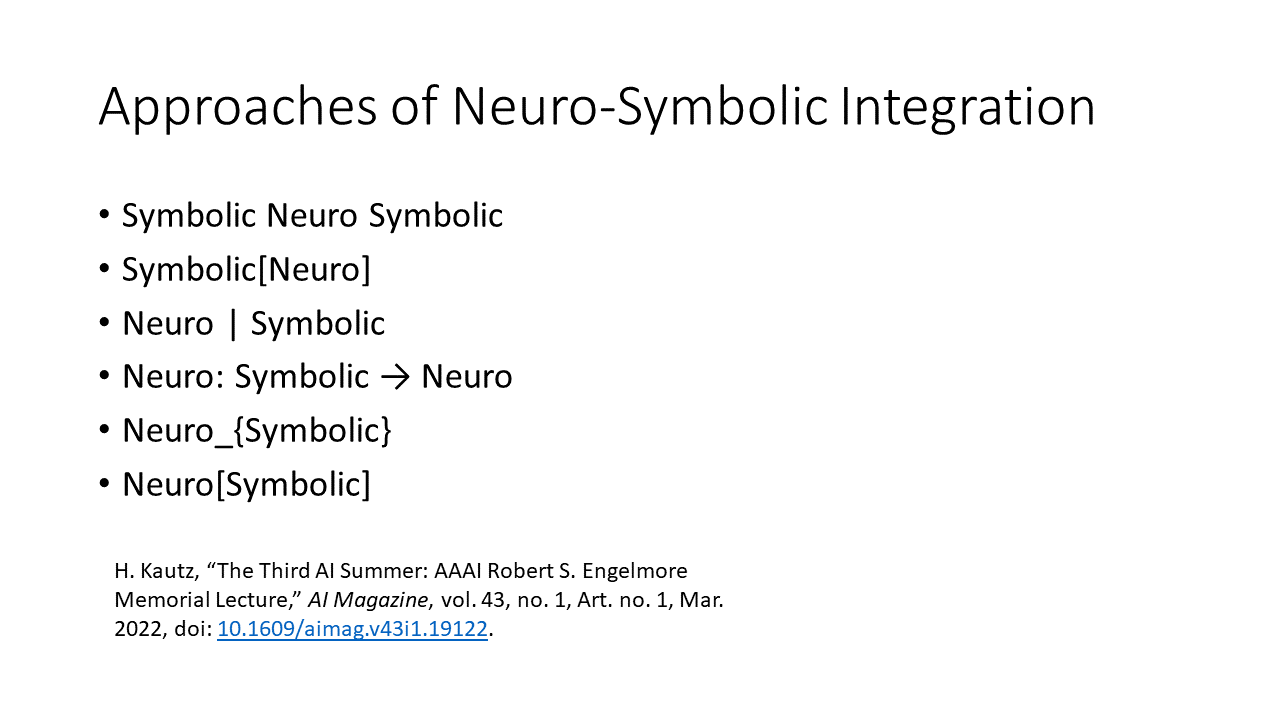 Approaches of Neuro-Symbolic Integration
• Symbolic Neuro Symbolic
• Symbolic[Neuro]
• Neuro | Symbolic
• Neuro: Symbolic → Neuro
• Neuro_{Symbolic}
• Neuro[Symbolic]
H. Kautz, “The Third AI Summer: AAAI Robert S. Engelmore
Memorial Lecture,” AI Magazine, vol. 43, no. 1, Art. no. 1, Mar.
2022, doi: 10.1609/aimag.v43i1.19122.